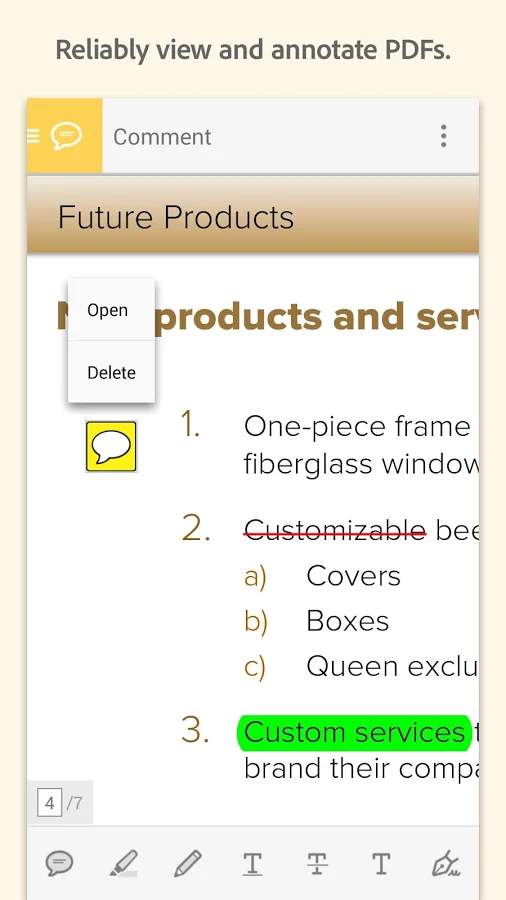 Reliably view and annotate PDFs.
Comment
Future Products
products and serv
Open
Delete
1. One-piece frame
fiberglass window
2. Customizable bee
a) Covers
b) Boxes
c) Queen exclu
3. Custom services t
brand their compa
4 /7
T T T